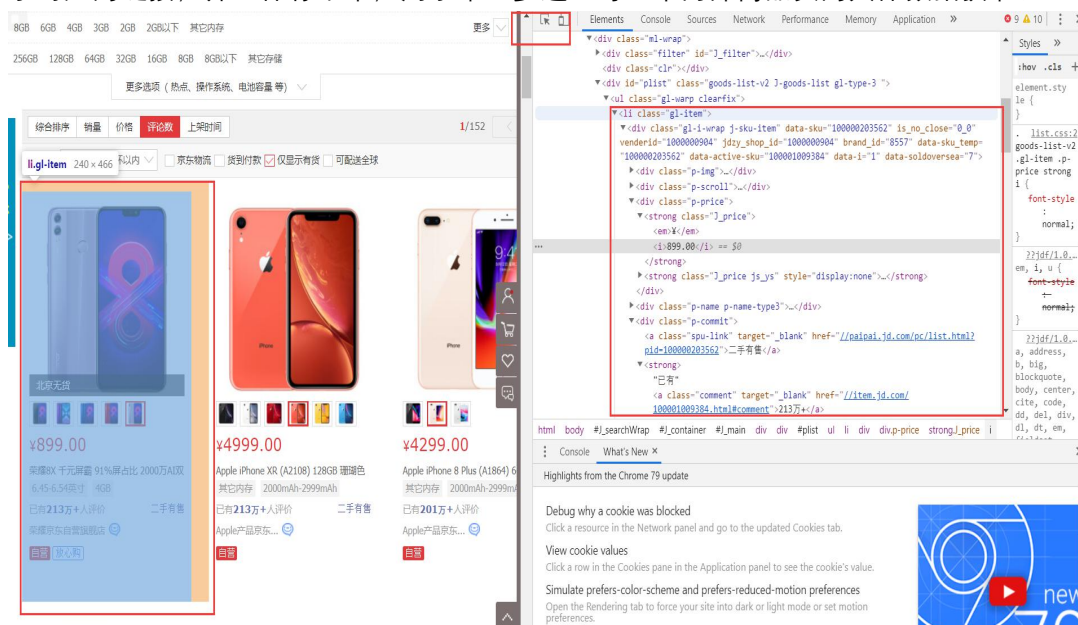 8GB 6GB 4GB 3GB 2GB 2GB以下 其它内存 更多
256GB 128GB 64GB 32GB 16GB 8GB 8GB以下 其它存储
更多选项 ( 热点、操作系统、电池容量 等)
综合排序 销量 价格 评论数 上架时间 1/152
li.gl-item 240 × 466 不以内 京东物流 货到付款 仅显示有货 可配送全球
北京无货
iPhone
iPhone
9:4
¥899.00 ¥4999.00 ¥4299.00
荣耀8X 千元屏霸 91%屏占比 2000万AI双 Apple iPhone XR (A2108) 128GB 珊瑚色 Apple iPhone 8 Plus (A1864) 6
6.45-6.54英寸 4GB 其它内存 2000mAh-2999mAh 其它内存 2000mAh-2999mA
已有213万+人评价 二手有售 已有213万+人评价 二手有售 已有201万+人评价
荣耀京东自营旗舰店 Apple产品京东... Apple产品京东...
自营 放心购 自营 自营
Elements Console Sources Network Performance Memory Application » 9 10
▼<div class="ml-wrap">
▶<div class="filter" id="J_filter">…</div>
<div class="clr"></div>
▼<div id="plist" class="goods-list-v2 J-goods-list gl-type-3 ">
▼<ul class="gl-warp clearfix">
▼<li class="gl-item">
▼<div class="gl-i-wrap j-sku-item" data-sku="100000203562" is_no_close="0_0"
venderid="1000000904" jdzy_shop_id="1000000904" brand_id="8557" data-sku_temp=
"100000203562" data-active-sku="100001009384" data-i="1" data-soldoversea="7">
▶<div class="p-img">…</div>
▶<div class="p-scroll">…</div>
▼<div class="p-price">
▼<strong class="J_price">
<em>¥</em>
… <i>899.00</i> == $0
</strong>
▶<strong class="J_price js_ys" style="display:none">…</strong>
</div>
▶<div class="p-name p-name-type3">…</div>
▼<div class="p-commit">
<a class="spu-link" target="_blank" href="//paipai.jd.com/pc/list.html?
pid=100000203562">二手有售</a>
▼<strong>
"已有"
<a class="comment" target="_blank" href="//item.jd.com/
100001009384.html#comment">213万+</a>
html body #J_searchWrap #J_container #J_main div div #plist ul li div div.p-price strong.J_price i
Styles »
:hov .cls +
element.sty
le {
}
. list.css:2
goods-list-v2
.gl-item .p-
price strong
i {
font-style
:
normal;
}
??jdf/1.0.…
em, i, u {
font-style
:
normal;
}
??jdf/1.0.…
a, address,
b, big,
blockquote,
body, center,
cite, code,
dd, del, div,
dl, dt, em,
Console What's New ×
Highlights from the Chrome 79 update
Debug why a cookie was blocked
Click a resource in the Network panel and go to the updated Cookies tab.
View cookie values
Click a row in the Cookies pane in the Application panel to see the cookie's value.
Simulate prefers-color-scheme and prefers-reduced-motion preferences
Open the Rendering tab to force your site into dark or light mode or set motion
preferences.
new